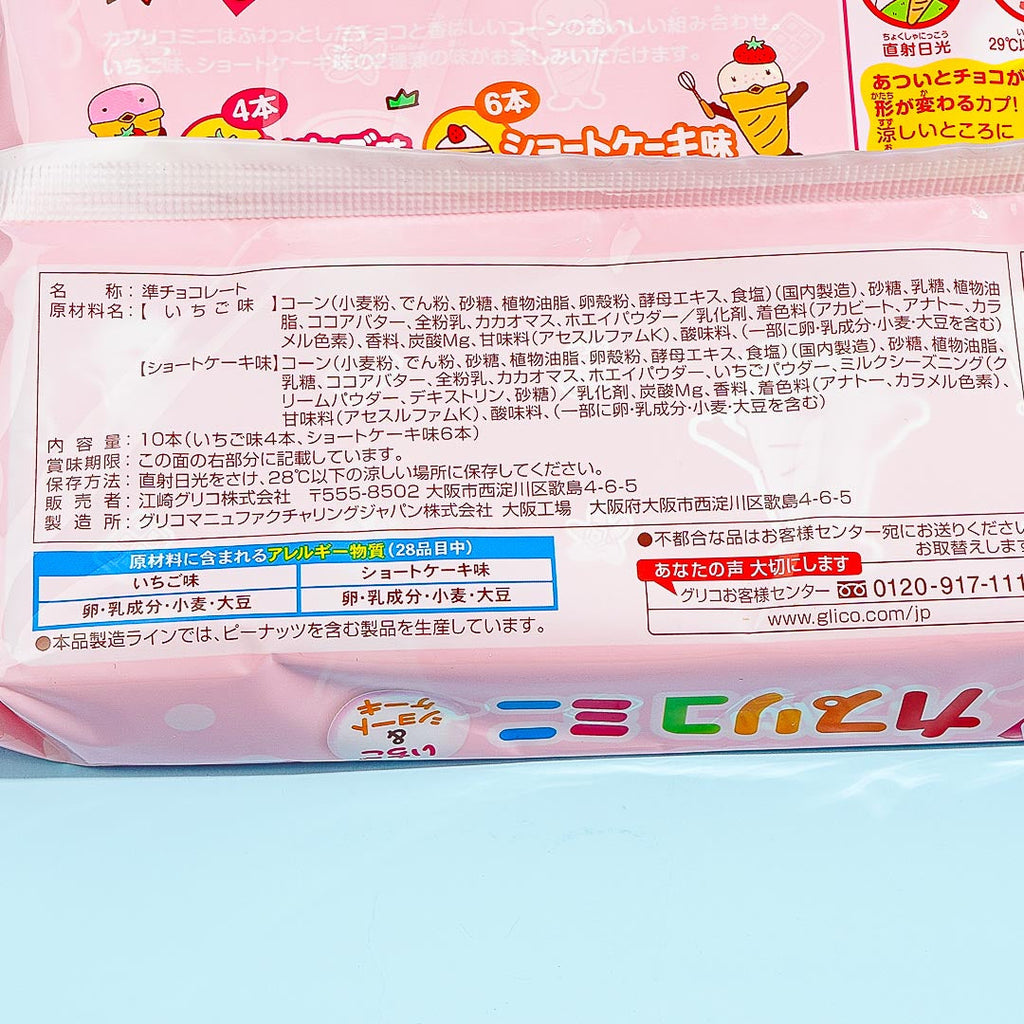 カプリコミニはふわっとしたチョコと香ばしいコーンのおいしい組み合わせ。
いちご味、ショートケーキ味の2種類の味がお楽しみいただけます。
4本
6本
ショートケーキ味
ちょくしゃにっこう
直射日光
29℃
あついとチョコが
形が変わるカプ!
涼しいところに
名称:準チョコレート
原材料名:【いちご味】コーン(小麦粉、でん粉、砂糖、植物油脂、卵殻粉、酵母エキス、食塩)(国内製造)、砂糖、乳糖、植物油
脂、ココアバター、全粉乳、カカオマス、ホエイパウダー/乳化剤、着色料(アカビート、アナトー、カラ
メル色素)、香料、炭酸Mg、甘味料(アセスルファムK)、酸味料、(一部に卵・乳成分・小麦・大豆を含む)
【ショートケーキ味】コーン(小麦粉、でん粉、砂糖、植物油脂、卵殻粉、酵母エキス、食塩)(国内製造)、砂糖、植物油脂、
乳糖、ココアバター、全粉乳、カカオマス、ホエイパウダー、いちごパウダー、ミルクシーズニング(ク
リームパウダー、デキストリン、砂糖)/乳化剤、炭酸Mg、香料、着色料(アナトー、カラメル色素)、
甘味料(アセスルファムK)、酸味料、(一部に卵・乳成分・小麦・大豆を含む)
内容量:10本(いちご味4本、ショートケーキ味6本)
賞味期限:この面の右部分に記載しています。
保存方法:直射日光をさけ、28℃以下の涼しい場所に保存してください。
販売者:江崎グリコ株式会社 〒555-8502 大阪市西淀川区歌島4-6-5
製造所:グリコマニュファクチャリングジャパン株式会社 大阪工場 大阪府大阪市西淀川区歌島4-6-5
原材料に含まれるアレルギー物質(28品目中)
いちご味 ショートケーキ味
卵・乳成分・小麦・大豆 卵・乳成分・小麦・大豆
●本品製造ラインでは、ピーナッツを含む製品を生産しています。
●不都合な品はお客様センター宛にお送りくださ
お取替えします
あなたの声 大切にします
グリコお客様センター 0120-917-111
www.glico.com/jp
カプリコミニ
いちご
&
ショート
ケーキ